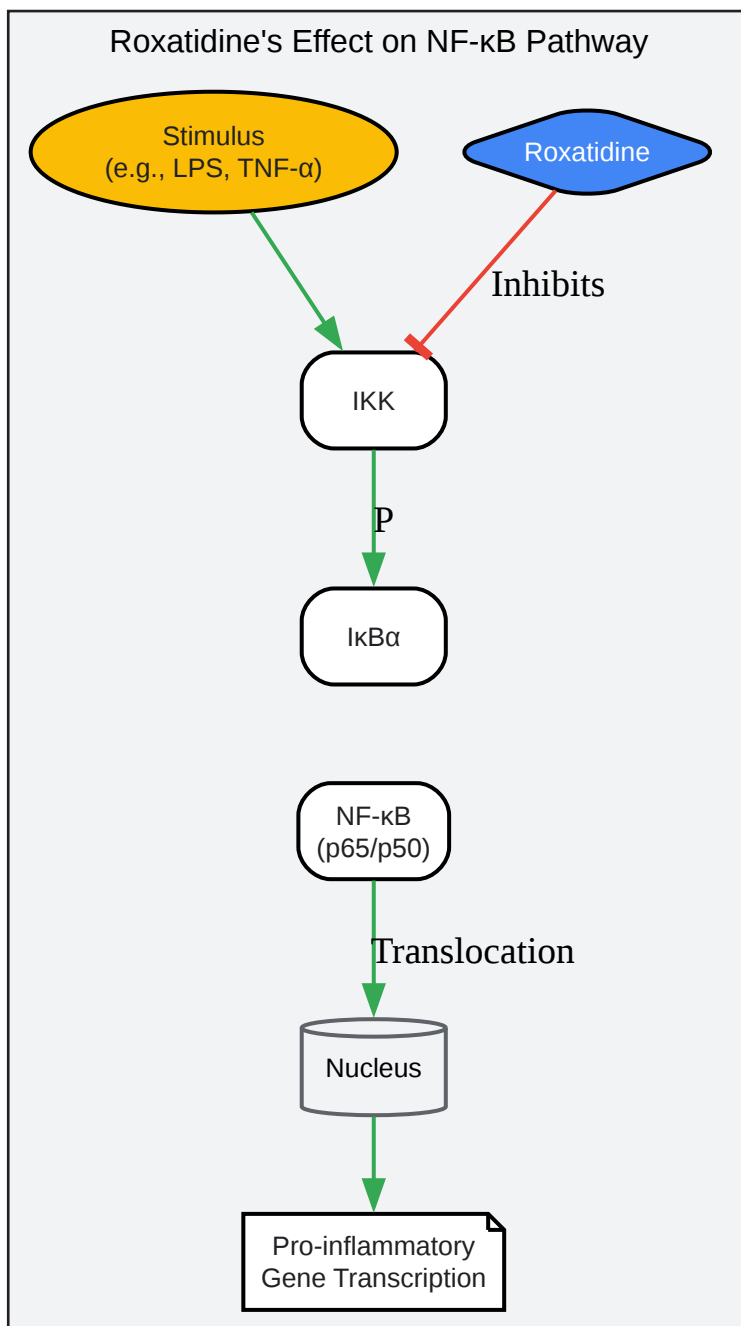 Roxatidine's Effect on NF-κB Pathway
Stimulus
(e.g., LPS, TNF-α)
Roxatidine
Inhibits
IKK
P
IκBα
NF-κB
(p65/p50)
Translocation
Nucleus
Pro-inflammatory
Gene Transcription